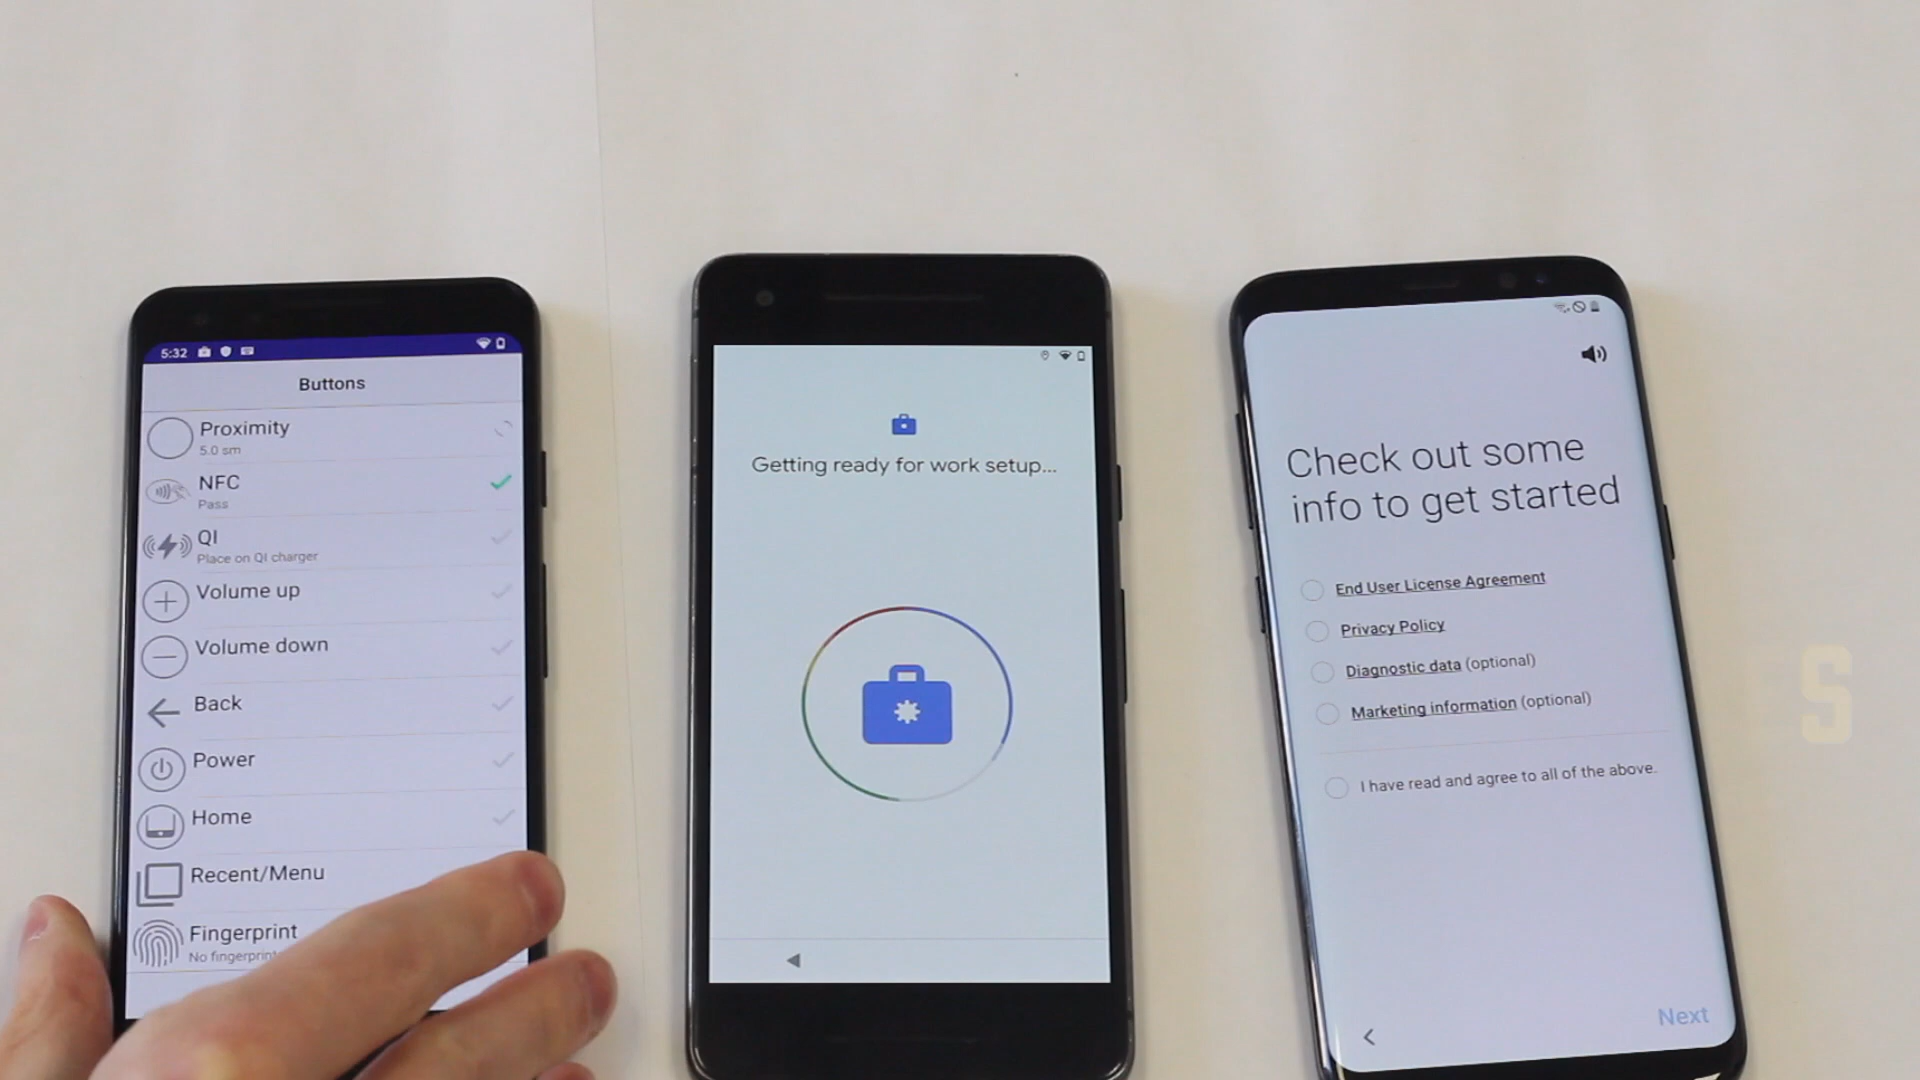 5:32
Buttons
Proximity
5.0 sm
NFC
Pass
QI
Place on QI charger
Volume up
Volume down
Back
Power
Home
Recent/Menu
Fingerprint
No fingerprint
Getting ready for work setup...
Check out some
info to get started
End User License Agreement
Privacy Policy
Diagnostic data (optional)
Marketing information (optional)
I have read and agree to all of the above.
Next
S